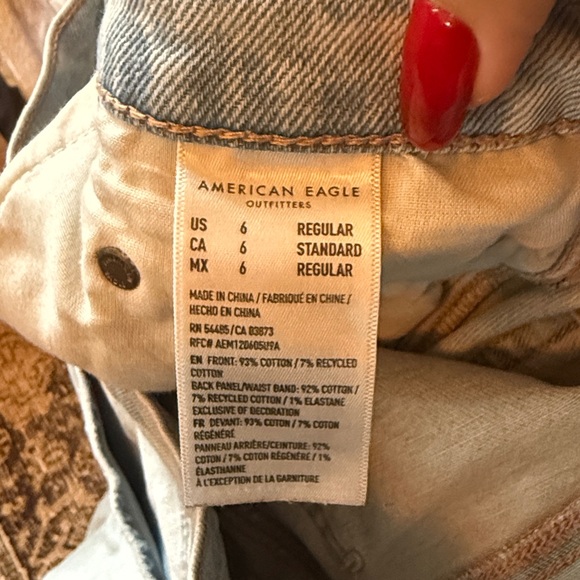 AMERICAN EAGLE
OUTFITTERS
US 6 REGULAR
CA 6 STANDARD
MX 6 REGULAR
MADE IN CHINA / FABRIQUÉ EN CHINE /
HECHO EN CHINA
RN 54485/CA 03873
RFC# AEM120605U9A
EN FRONT: 93% COTTON / 7% RECYCLED
COTTON
BACK PANEL/WAIST BAND: 92% COTTON /
7% RECYCLED COTTON / 1% ELASTANE
EXCLUSIVE OF DECORATION
FR DEVANT: 93% COTON / 7% COTON
RÉGÉNÉRÉ
PANNEAU ARRIÈRE/CEINTURE: 92%
COTON / 7% COTON RÉGÉNÉRÉ / 1%
ÉLASTHANNE
À L'EXCEPTION DE LA GARNITURE